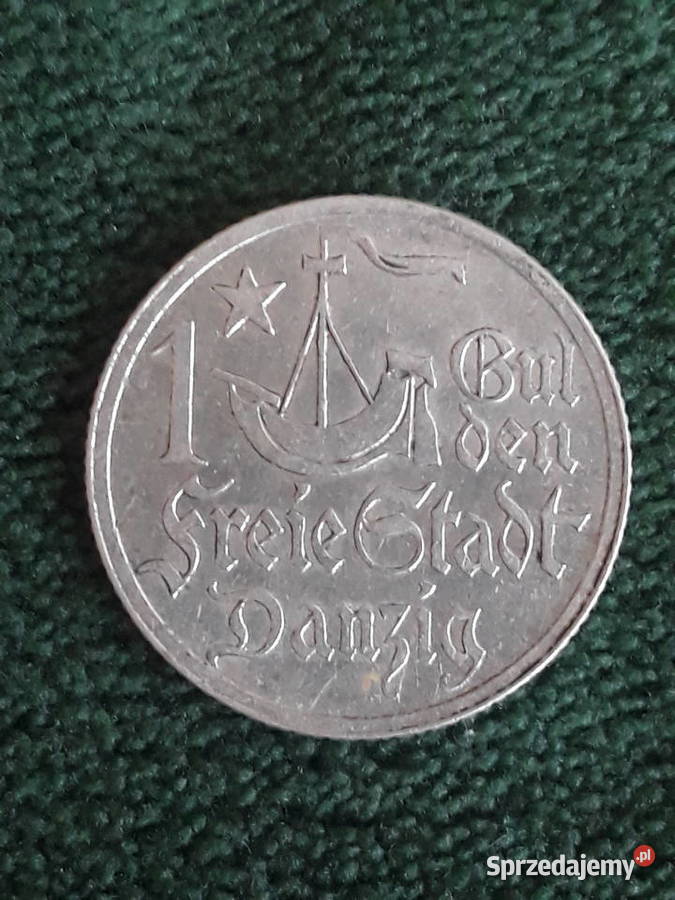 1 Gul
den
Freie Stadt
Danzig
Sprzedajemy.pl